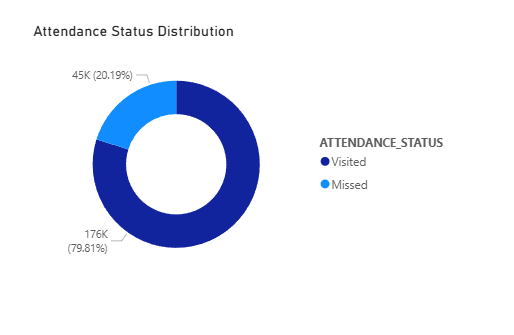 Attendance Status Distribution
45K (20.19%)
ATTENDANCE_STATUS
Visited
Missed
176K
(79.81%)